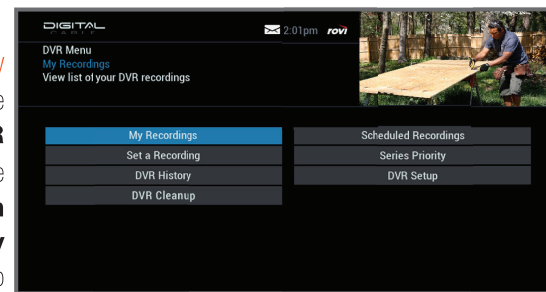 DIGITAL
CABLE
2:01pm rovi
DVR Menu
My Recordings
View list of your DVR recordings
My Recordings
Scheduled Recordings
Set a Recording
Series Priority
DVR History
DVR Setup
DVR Cleanup